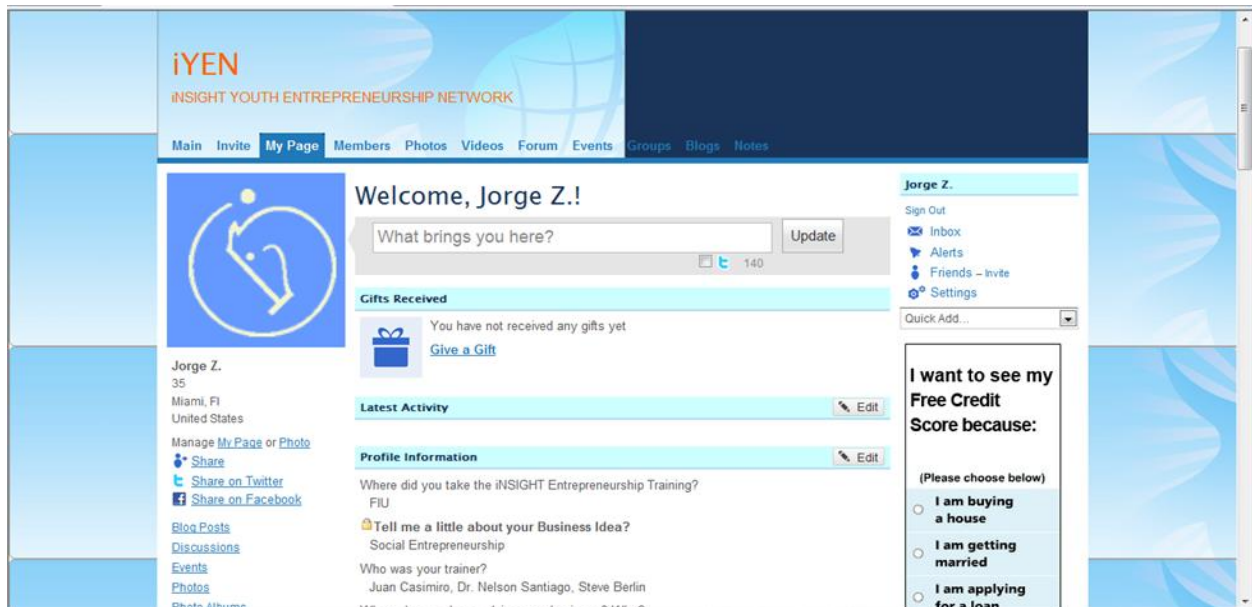 iYEN
iNSIGHT YOUTH ENTREPRENEURSHIP NETWORK
Main Invite My Page Members Photos Videos Forum Events Groups Blogs Notes
Welcome, Jorge Z.!
What brings you here?
Update
140
Gifts Received
You have not received any gifts yet
Give a Gift
Latest Activity
Edit
Profile Information
Edit
Where did you take the iNSIGHT Entrepreneurship Training?
FIU
Tell me a little about your Business Idea?
Social Entrepreneurship
Who was your trainer?
Juan Casimiro, Dr. Nelson Santiago, Steve Berlin
Jorge Z.
35
Miami, Fl
United States
Manage My Page or Photo
Share
Share on Twitter
Share on Facebook
Blog Posts
Discussions
Events
Photos
Photo Albums
Jorge Z.
Sign Out
Inbox
Alerts
Friends – Invite
Settings
Quick Add...
I want to see my
Free Credit
Score because:
(Please choose below)
I am buying
a house
I am getting
married
I am applying
for a loan